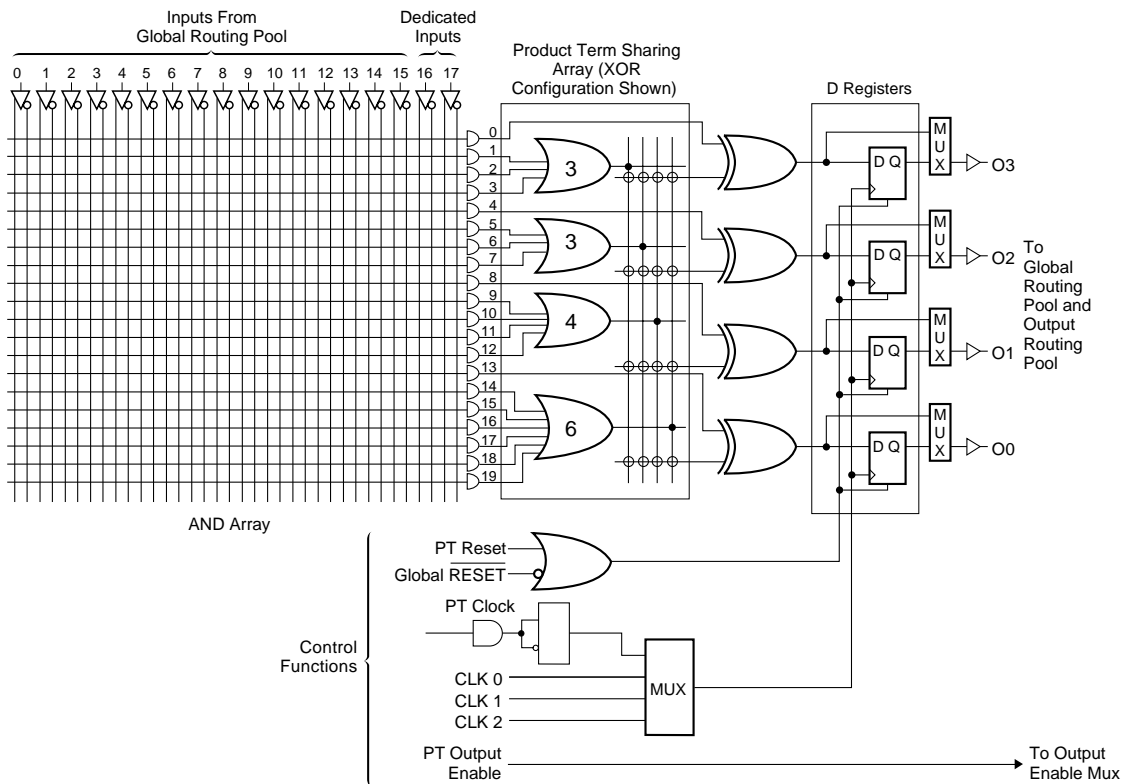 Inputs From
Global Routing Pool
Dedicated
Inputs
0 1 2 3 4 5 6 7 8 9 10 11 12 13 14 15 16 17
Product Term Sharing
Array (XOR
Configuration Shown)
D Registers
0
1
2
3
4
5
6
7
8
9
10
11
12
13
14
15
16
17
18
19
3
3
4
6
D Q
D Q
D Q
D Q
MUX
MUX
MUX
MUX
O3
O2
O1
O0
To
Global
Routing
Pool and
Output
Routing
Pool
AND Array
Control
Functions
PT Reset
Global RESET
PT Clock
CLK 0
CLK 1
CLK 2
MUX
PT Output
Enable
To Output
Enable Mux